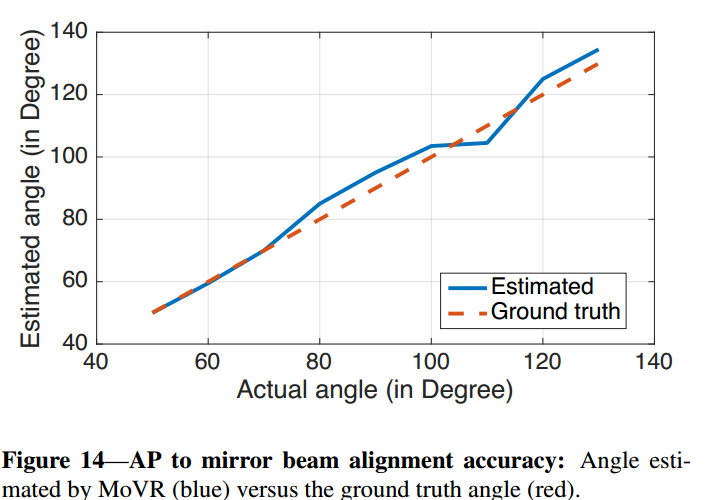 140
120
100
80
60
40
Estimated angle (in Degree)
Estimated
Ground truth
40 60 80 100 120 140
Actual angle (in Degree)
Figure 14—AP to mirror beam alignment accuracy: Angle esti-
mated by MoVR (blue) versus the ground truth angle (red).